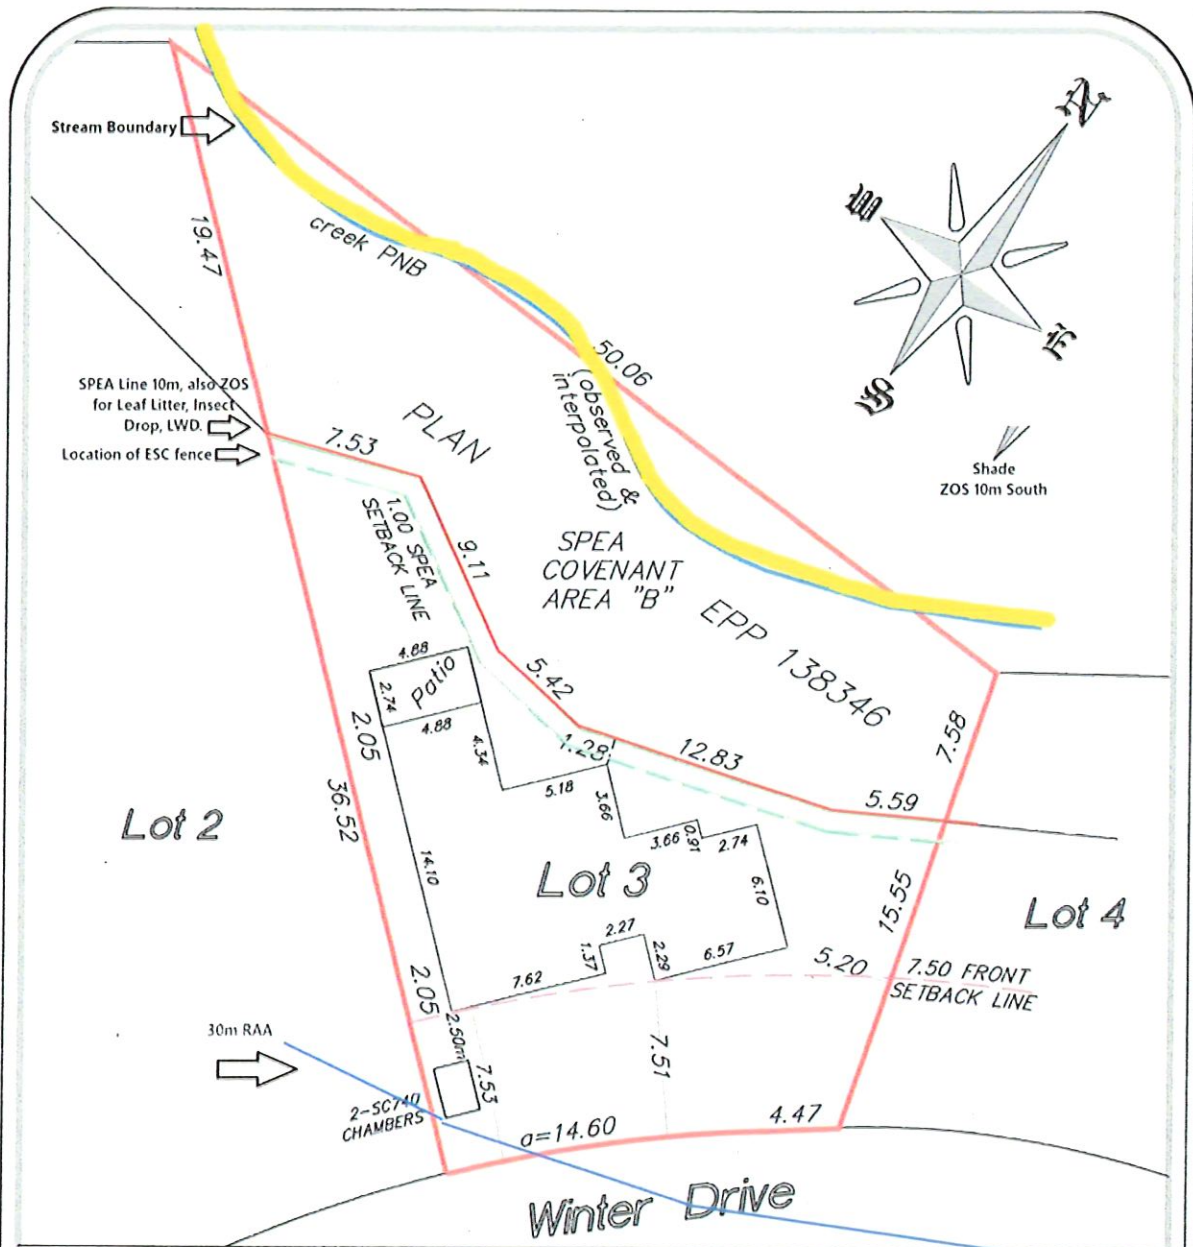 N
W
E
S
Stream Boundary
19.47
creek PNB
50.06
(observed &
interpolated)
SPEA Line 10m, also ZOS
for Leaf Litter, Insect
Drop, LWD.
Location of ESC fence
7.53
PLAN
Shade
ZOS 10m South
1.00 SPEA
SETBACK LINE
9.11
SPEA
COVENANT
AREA "B"
EPP 138346
4.88
Patio
2.74
4.88
5.42
2.05
4.34
1.28
12.83
7.58
5.18
5.59
36.52
3.66
3.66
0.91
2.74
Lot 2
14.10
Lot 3
6.10
15.55
Lot 4
2.27
1.37
2.29
6.57
5.20
7.50 FRONT
SETBACK LINE
7.62
2.05
30m RAA
2.50m
7.53
7.51
2-SC740
CHAMBERS
a=14.60
4.47
Winter Drive